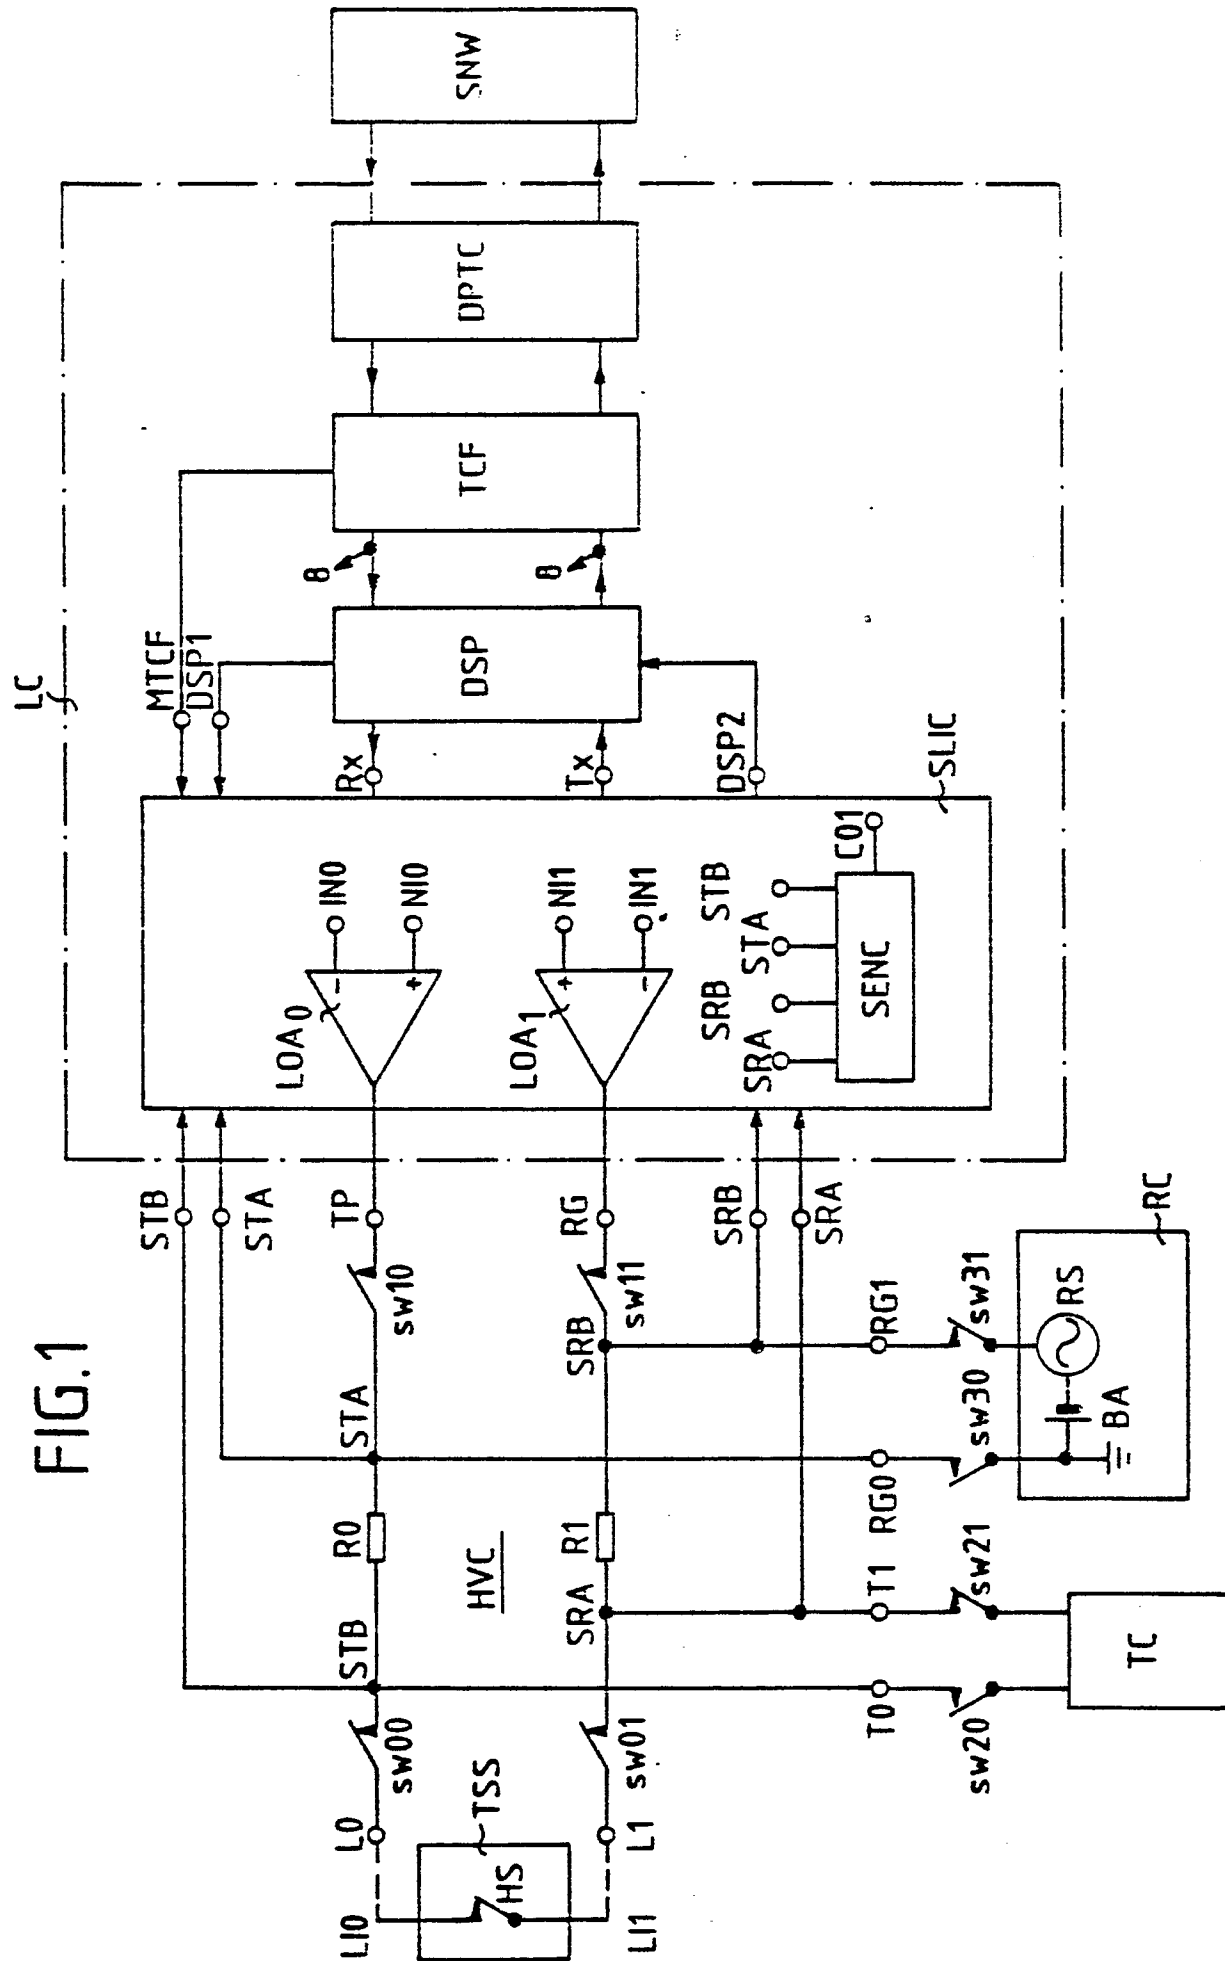 FIG.1
LC
SNW
DPTC
TCF
8
8
DSP
MTCF
DSP1
Rx
Tx
DSP2
SLIC
IN0
NI0
LOA0
NI1
IN1
LOA1
SRA
SRB
STA
STB
SENC
C01
STB
STA
TP
RG
SRB
SRA
sw10
sw11
STA
SRB
R0
R1
HVC
STB
SRA
sw00
sw01
L0
L1
LI0
LI1
TSS
HS
T0
T1
RG0
RG1
sw20
sw21
sw30
sw31
TC
BA
RS
RC